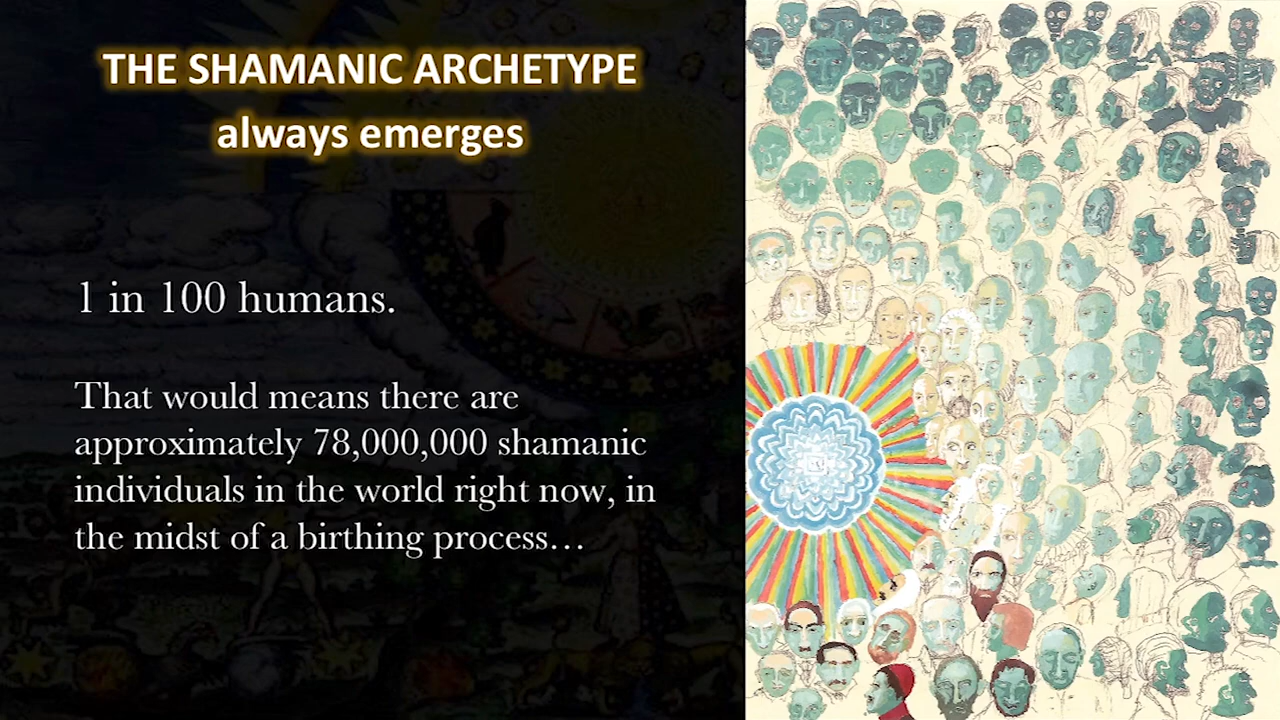 THE SHAMANIC ARCHETYPE
always emerges
1 in 100 humans.
That would means there are
approximately 78,000,000 shamanic
individuals in the world right now, in
the midst of a birthing process…